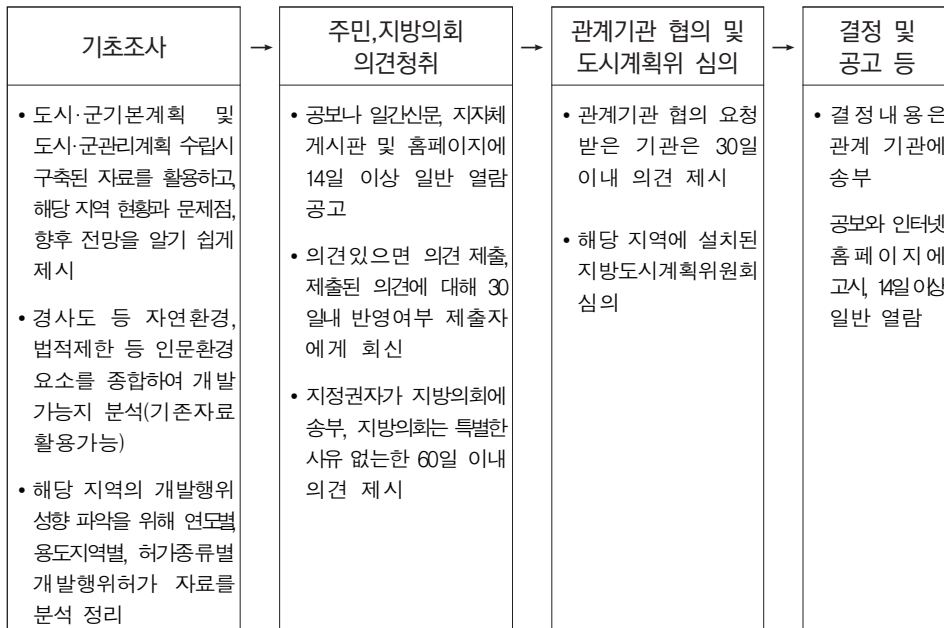 기초조사
→
주민,지방의회
의견청취
→
관계기관 협의 및
도시계획위 심의
→
결정 및
공고 등
• 도시·군기본계획 및
도시·군관리계획 수립시
구축된 자료를 활용하고,
해당 지역 현황과 문제점,
향후 전망을 알기 쉽게
제시
• 경사도 등 자연환경,
법적제한 등 인문환경
요소를 종합하여 개발
가능지 분석(기존자료
활용가능)
• 해당 지역의 개발행위
성향 파악을 위해 연도별,
용도지역별, 허가종류별
개발행위허가 자료를
분석 정리
• 공보나 일간신문, 지자체
게시판 및 홈페이지에
14일 이상 일반 열람
공고
• 의견있으면 의견 제출,
제출된 의견에 대해 30
일내 반영여부 제출자
에게 회신
• 지정권자가 지방의회에
송부, 지방의회는 특별한
사유 없는한 60일 이내
의견 제시
• 관계기관 협의 요청
받은 기관은 30일
이내 의견 제시
• 해당 지역에 설치된
지방도시계획위원회
심의
• 결정내용은
관계 기관에
송부
공보와 인터넷
홈페이지에
고시, 14일이상
일반 열람